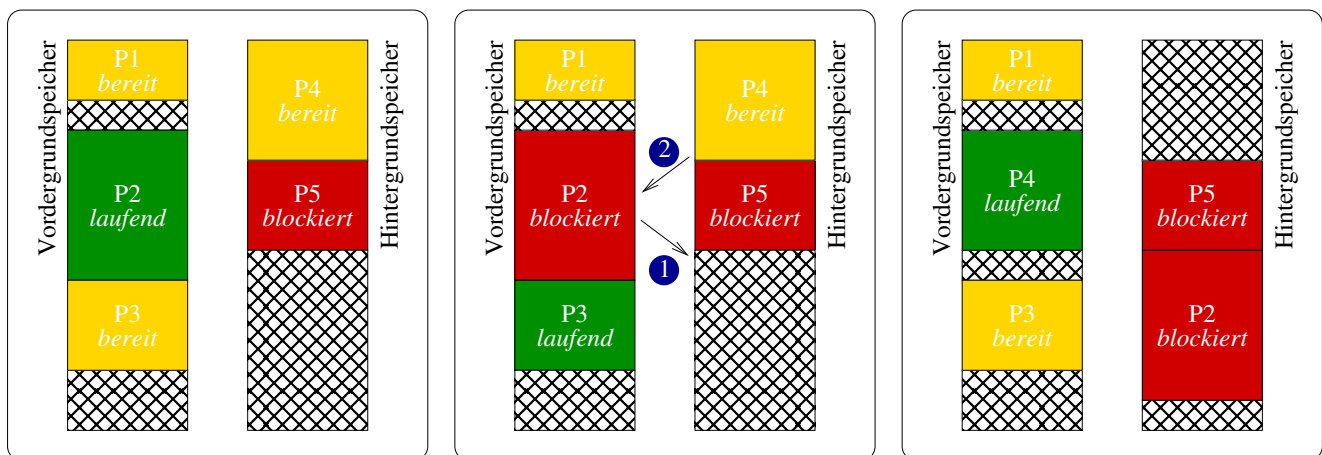 Vordergrundspeicher
P1
bereit
P2
laufend
P3
bereit
P4
bereit
P5
blockiert
Hintergrundspeicher
Vordergrundspeicher
P1
bereit
P2
blockiert
P3
laufend
2
1
P4
bereit
P5
blockiert
Hintergrundspeicher
Vordergrundspeicher
P1
bereit
P4
laufend
P3
bereit
P5
blockiert
P2
blockiert
Hintergrundspeicher